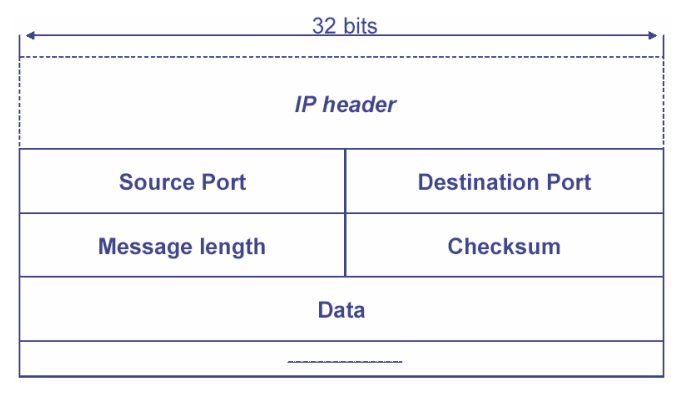 32 bits
IP header
Source Port Destination Port
Message length Checksum
Data